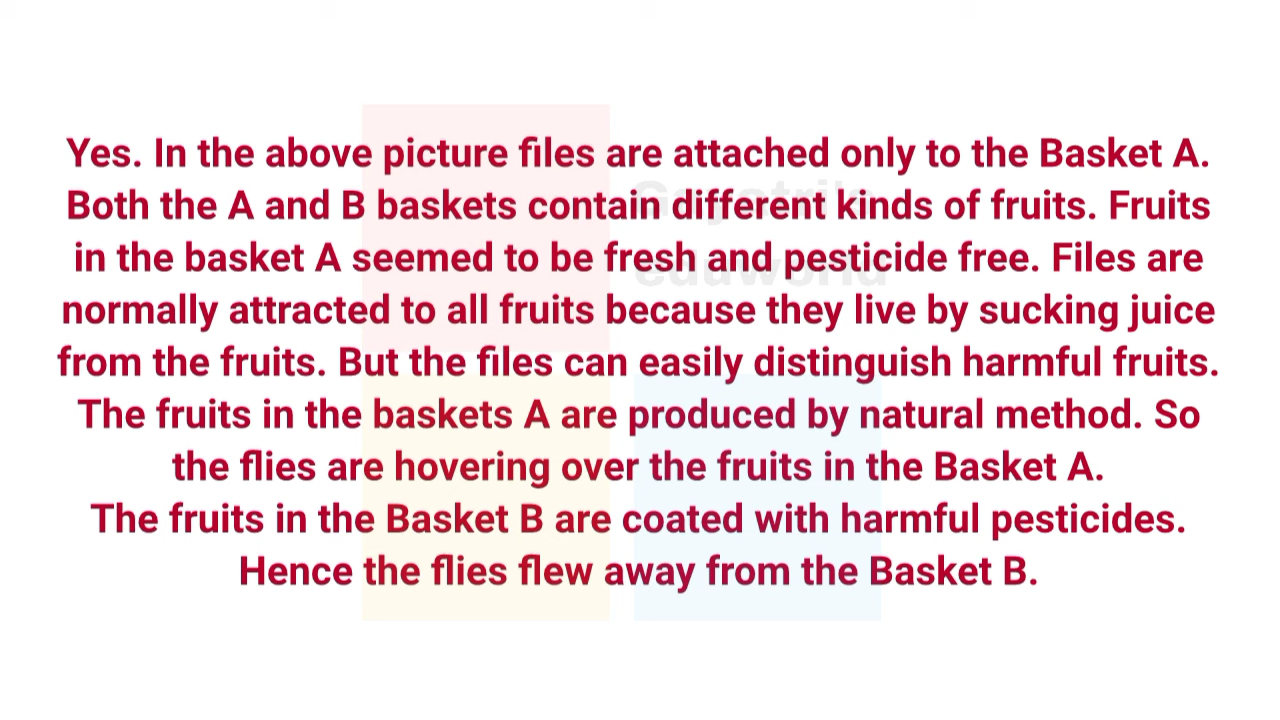 Yes. In the above picture files are attached only to the Basket A.
Both the A and B baskets contain different kinds of fruits. Fruits
in the basket A seemed to be fresh and pesticide free. Files are
normally attracted to all fruits because they live by sucking juice
from the fruits. But the files can easily distinguish harmful fruits.
The fruits in the baskets A are produced by natural method. So
the flies are hovering over the fruits in the Basket A.
The fruits in the Basket B are coated with harmful pesticides.
Hence the flies flew away from the Basket B.
eduworld